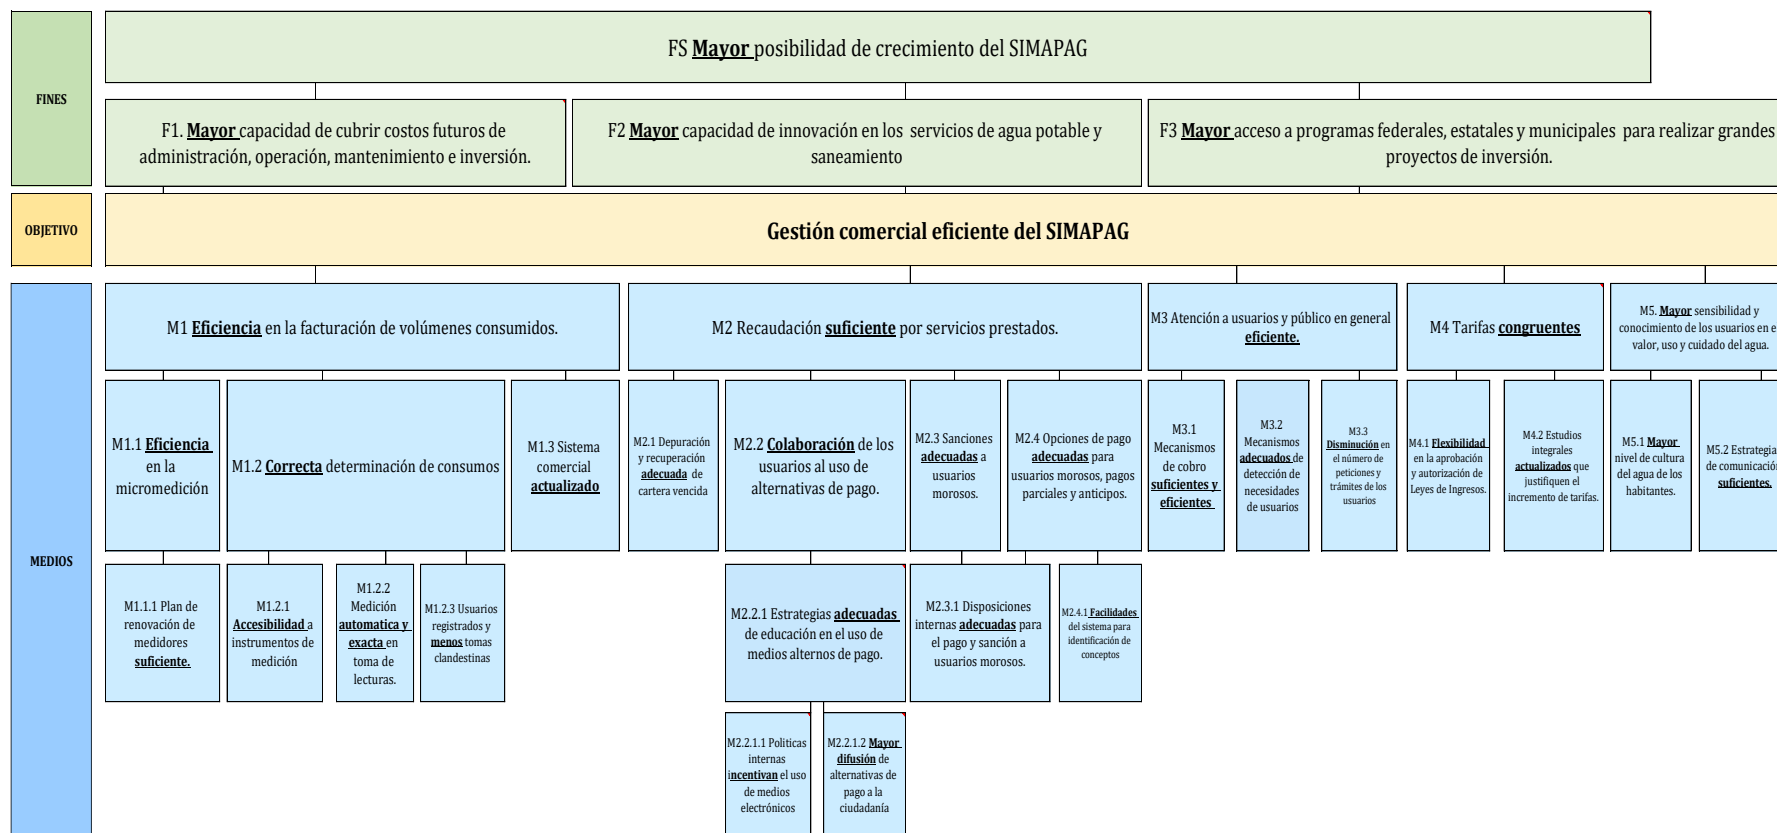 FINES
FS Mayor posibilidad de crecimiento del SIMAPAG
F1. Mayor capacidad de cubrir costos futuros de
administración, operación, mantenimiento e inversión.
F2 Mayor capacidad de innovación en los servicios de agua potable y
saneamiento
F3 Mayor acceso a programas federales, estatales y municipales para realizar grandes
proyectos de inversión.
OBJETIVO
Gestión comercial eficiente del SIMAPAG
MEDIOS
M1 Eficiencia en la facturación de volúmenes consumidos.
M2 Recaudación suficiente por servicios prestados.
M3 Atención a usuarios y público en general
eficiente.
M4 Tarifas congruentes
M5. Mayor sensibilidad y
conocimiento de los usuarios en e
valor, uso y cuidado del agua.
M1.1 Eficiencia
en la
micromedición
M1.2 Correcta determinación de consumos
M1.3 Sistema
comercial
actualizado
M2.1 Depuración
y recuperación
adecuada de
cartera vencida
M2.2 Colaboración de los
usuarios al uso de
alternativas de pago.
M2.3 Sanciones
adecuadas a
usuarios
morosos.
M2.4 Opciones de pago
adecuadas para
usuarios morosos, pagos
parciales y anticipos.
M3.1
Mecanismos
de cobro
suficientes y
eficientes
M3.2
Mecanismos
adecuados de
detección de
necesidades
de usuarios
M3.3
Disminución en
el número de
peticiones y
trámites de los
usuarios
M4.1 Flexibilidad
en la aprobación
y autorización de
Leyes de Ingresos.
M4.2 Estudios
integrales
actualizados que
justifiquen el
incremento de tarifas.
M5.1 Mayor
nivel de cultura
del agua de los
habitantes.
M5.2 Estrategia
de comunicación
suficientes.
M1.1.1 Plan de
renovación de
medidores
suficiente.
M1.2.1
Accesibilidad a
instrumentos de
medición
M1.2.2
Medición
automatica y
exacta en
toma de
lecturas.
M1.2.3 Usuarios
registrados y
menos tomas
clandestinas
M2.2.1 Estrategias adecuadas
de educación en el uso de
medios alternos de pago.
M2.3.1 Disposiciones
internas adecuadas para
el pago y sanción a
usuarios morosos.
M2.4.1 Facilidades
del sistema para
identificación de
conceptos
M2.2.1.1 Politicas
internas
incentivan el uso
de medios
electrónicos
M2.2.1.2 Mayor
difusión de
alternativas de
pago a la
ciudadanía